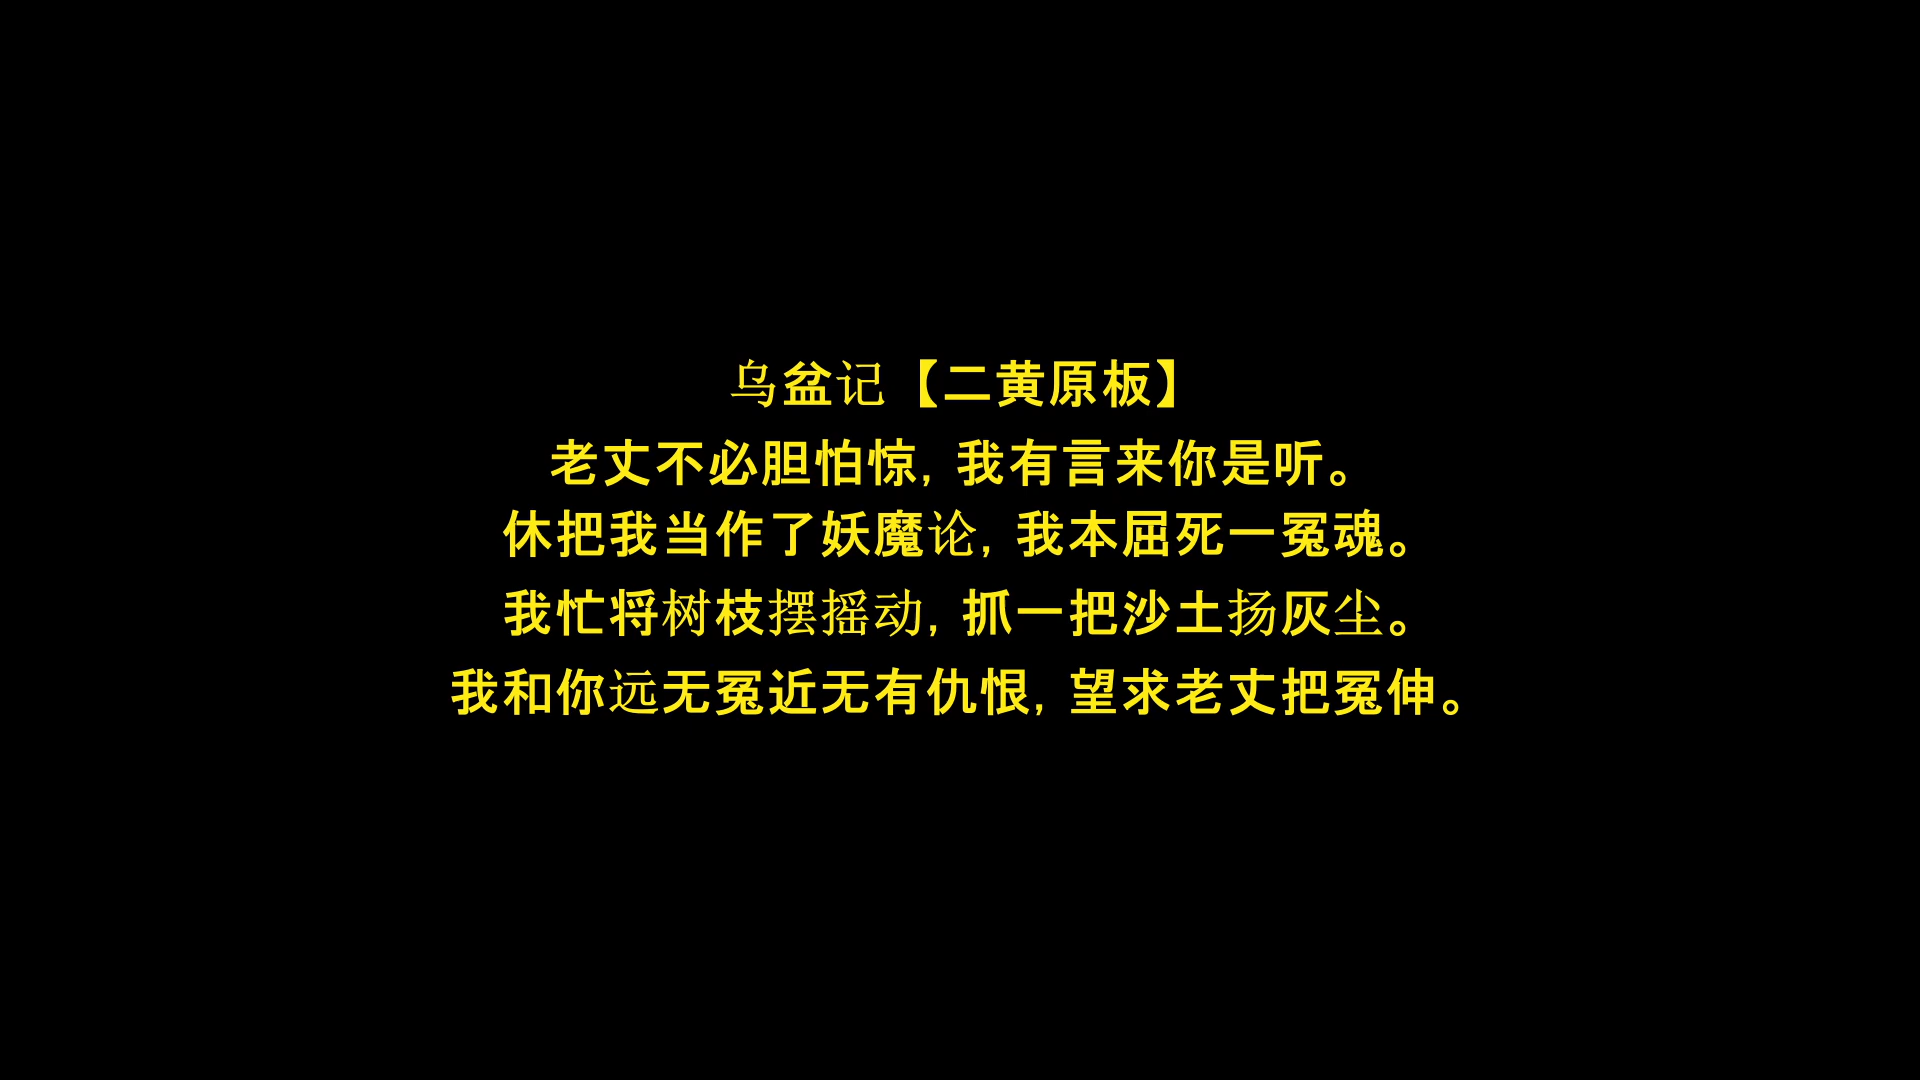 乌盆记【二黄原板】
老丈不必胆怕惊,我有言来你是听。
休把我当作了妖魔论,我本屈死一冤魂。
我忙将树枝摆摇动,抓一把沙土扬灰尘。
我和你远无冤近无有仇恨,望求老丈把冤伸。